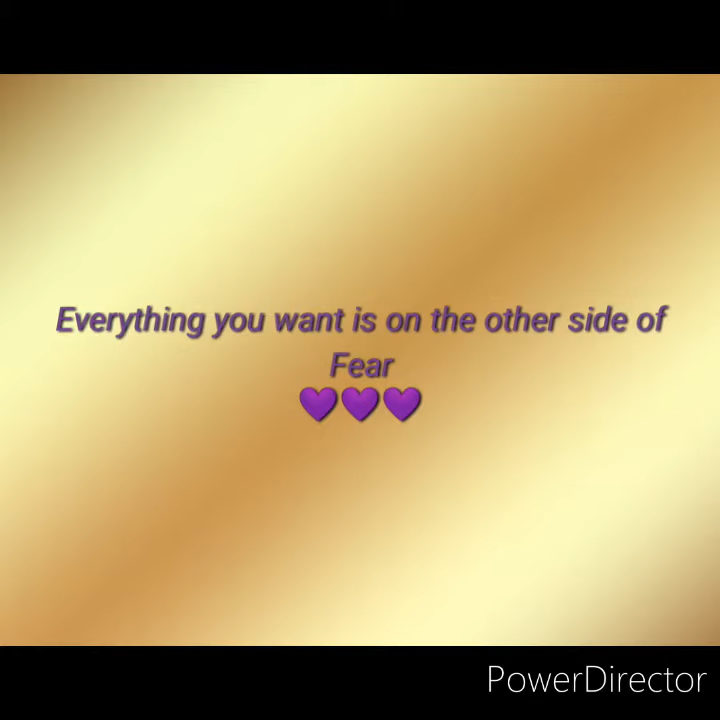 Everything you want is on the other side of
Fear
💜💜💜
PowerDirector